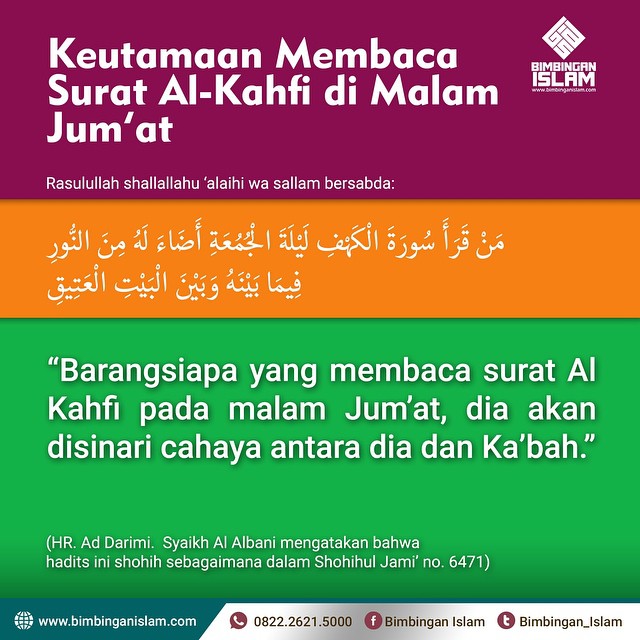 Keutamaan Membaca
Surat Al-Kahfi di Malam
Jum‘at
BIMBINGAN
ISLAM
www.bimbinganislam.com
Rasulullah shallallahu ‘alaihi wa sallam bersabda:
مَنْ قَرَأَ سُورَةَ الْكَهْفِ لَيْلَةَ الْجُمُعَةِ أَضَاءَ لَهُ مِنَ النُّورِ
فِيمَا بَيْنَهُ وَبَيْنَ الْبَيْتِ الْعَتِيقِ
“Barangsiapa yang membaca surat Al
Kahfi pada malam Jum’at, dia akan
disinari cahaya antara dia dan Ka’bah.”
(HR. Ad Darimi. Syaikh Al Albani mengatakan bahwa
hadits ini shohih sebagaimana dalam Shohihul Jami’ no. 6471)
www.bimbinganislam.com 0822.2621.5000 Bimbingan Islam Bimbingan_Islam